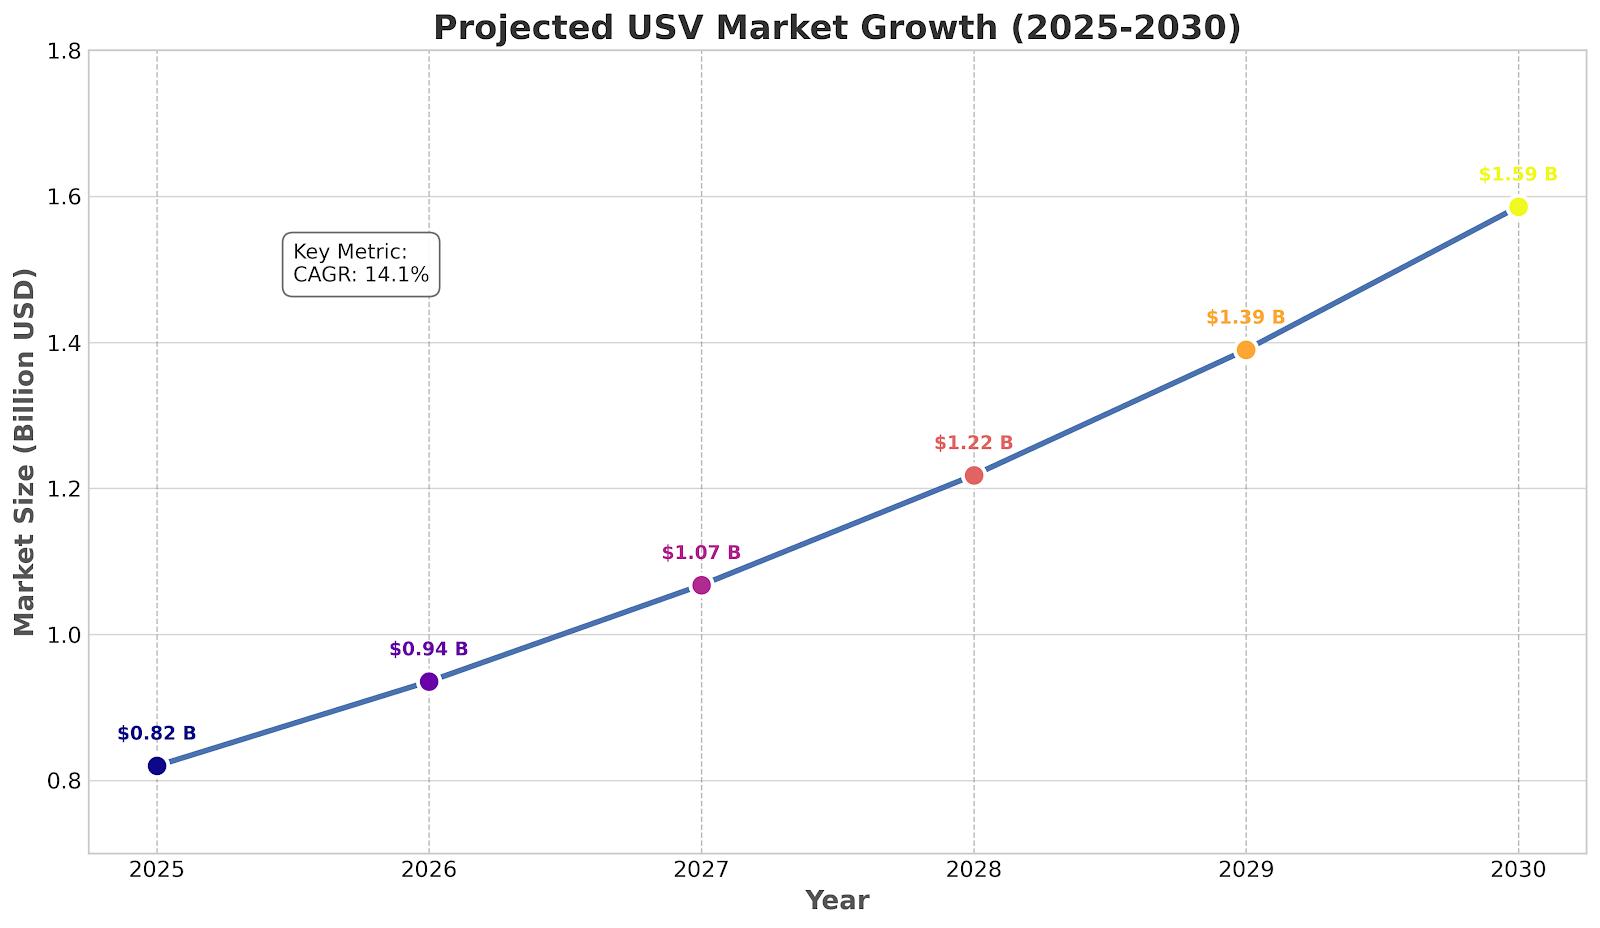 Projected USV Market Growth (2025-2030)
Market Size (Billion USD)
1.8
1.6
1.4
1.2
1.0
0.8
Key Metric:
CAGR: 14.1%
$0.82 B
$0.94 B
$1.07 B
$1.22 B
$1.39 B
$1.59 B
2025
2026
2027
2028
2029
2030
Year